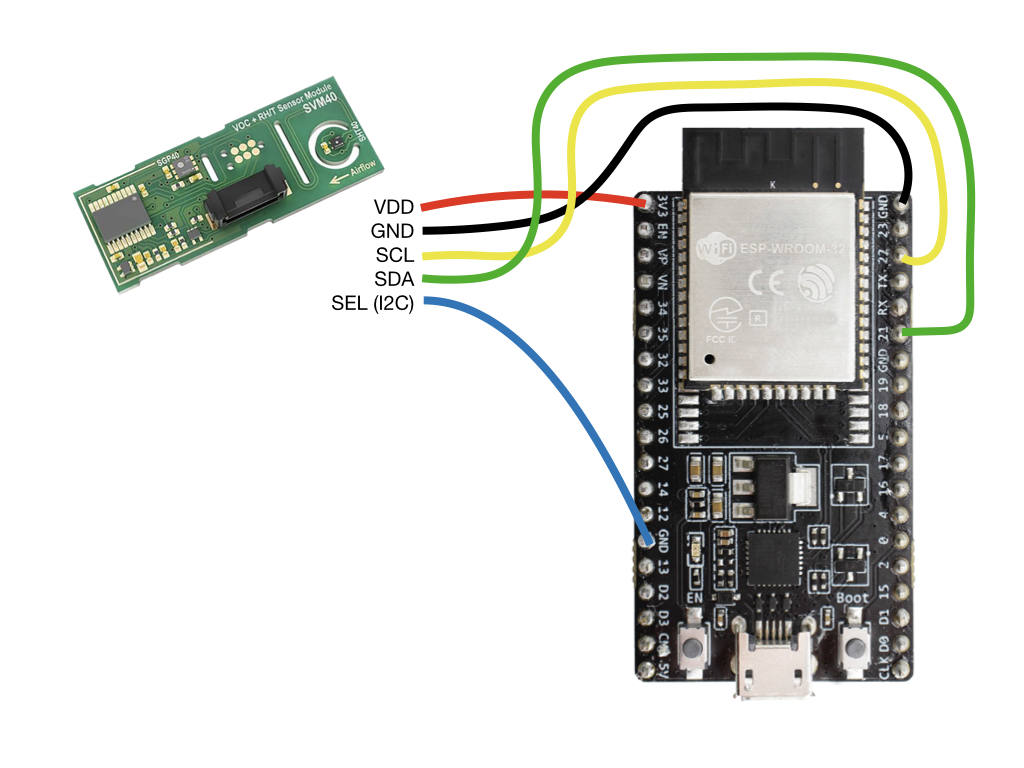 VOC + RH/T Sensor Module
SVM40
SGP40
SHT40
Airflow
VDD
GND
SCL
SDA
SEL (I2C)
K
WiFi
ESP-WROOM-32
CE
R
FCC IC
3V3
EN
VP
VN
34
35
32
33
25
26
27
14
12
GND
13
D2
D3
5V
GND
23
22
TX
RX
21
GND
19
18
5
17
16
4
0
2
15
D1
D0
CLK
EN
Boot